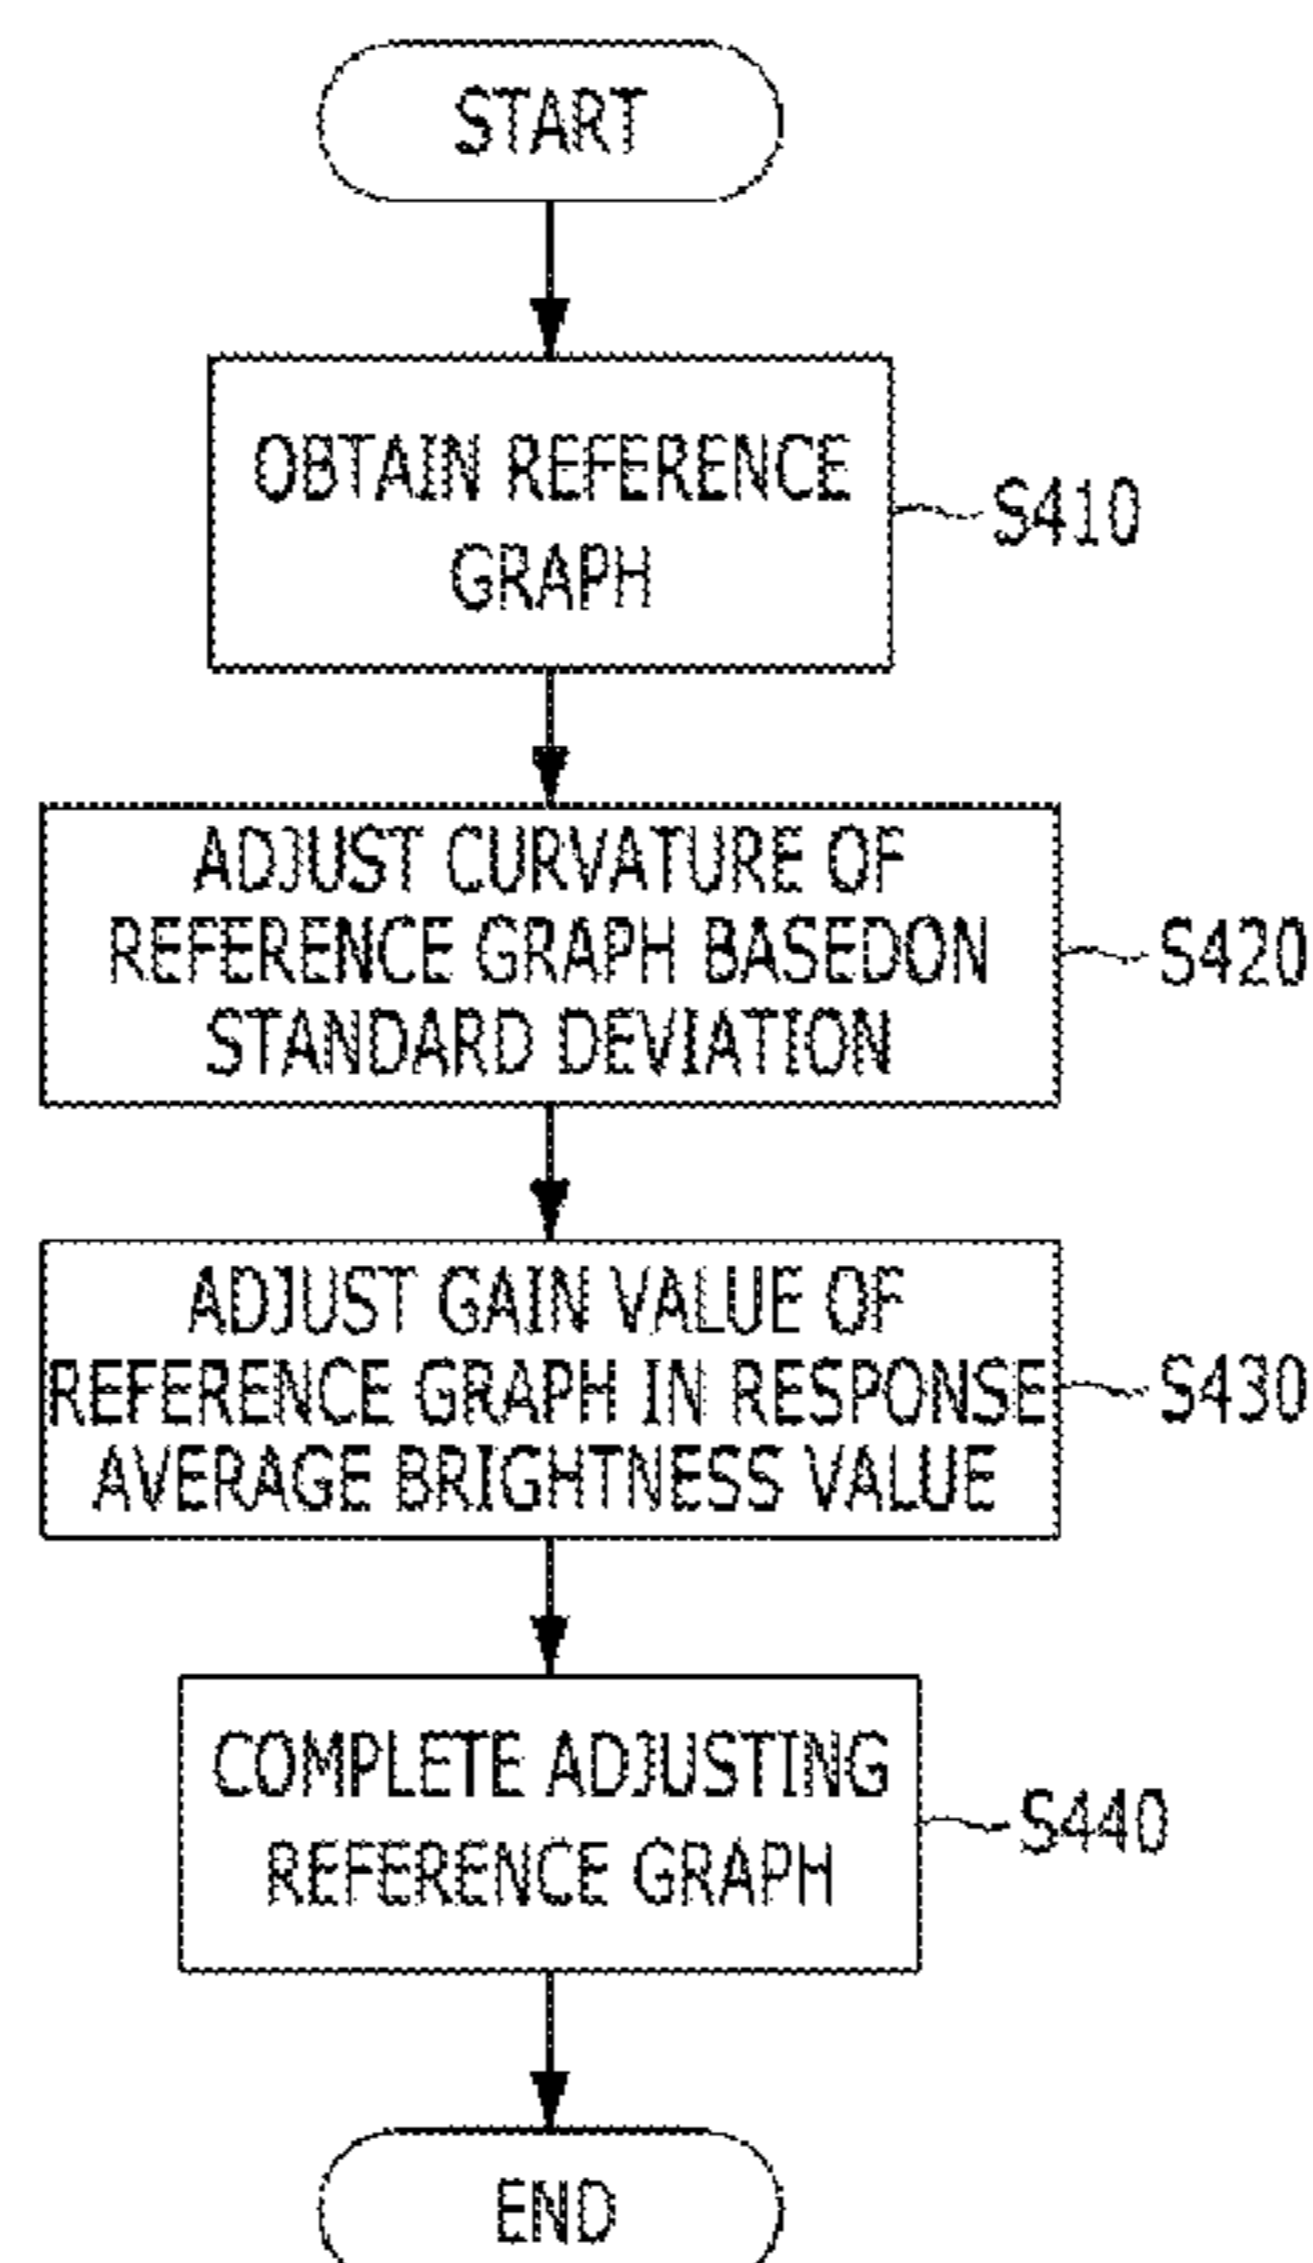 START
OBTAIN REFERENCE
GRAPH
S410
ADJUST CURVATURE OF
REFERENCE GRAPH BASEDON
STANDARD DEVIATION
S420
ADJUST GAIN VALUE OF
REFERENCE GRAPH IN RESPONSE
AVERAGE BRIGHTNESS VALUE
S430
COMPLETE ADJUSTING
REFERENCE GRAPH
S440
END